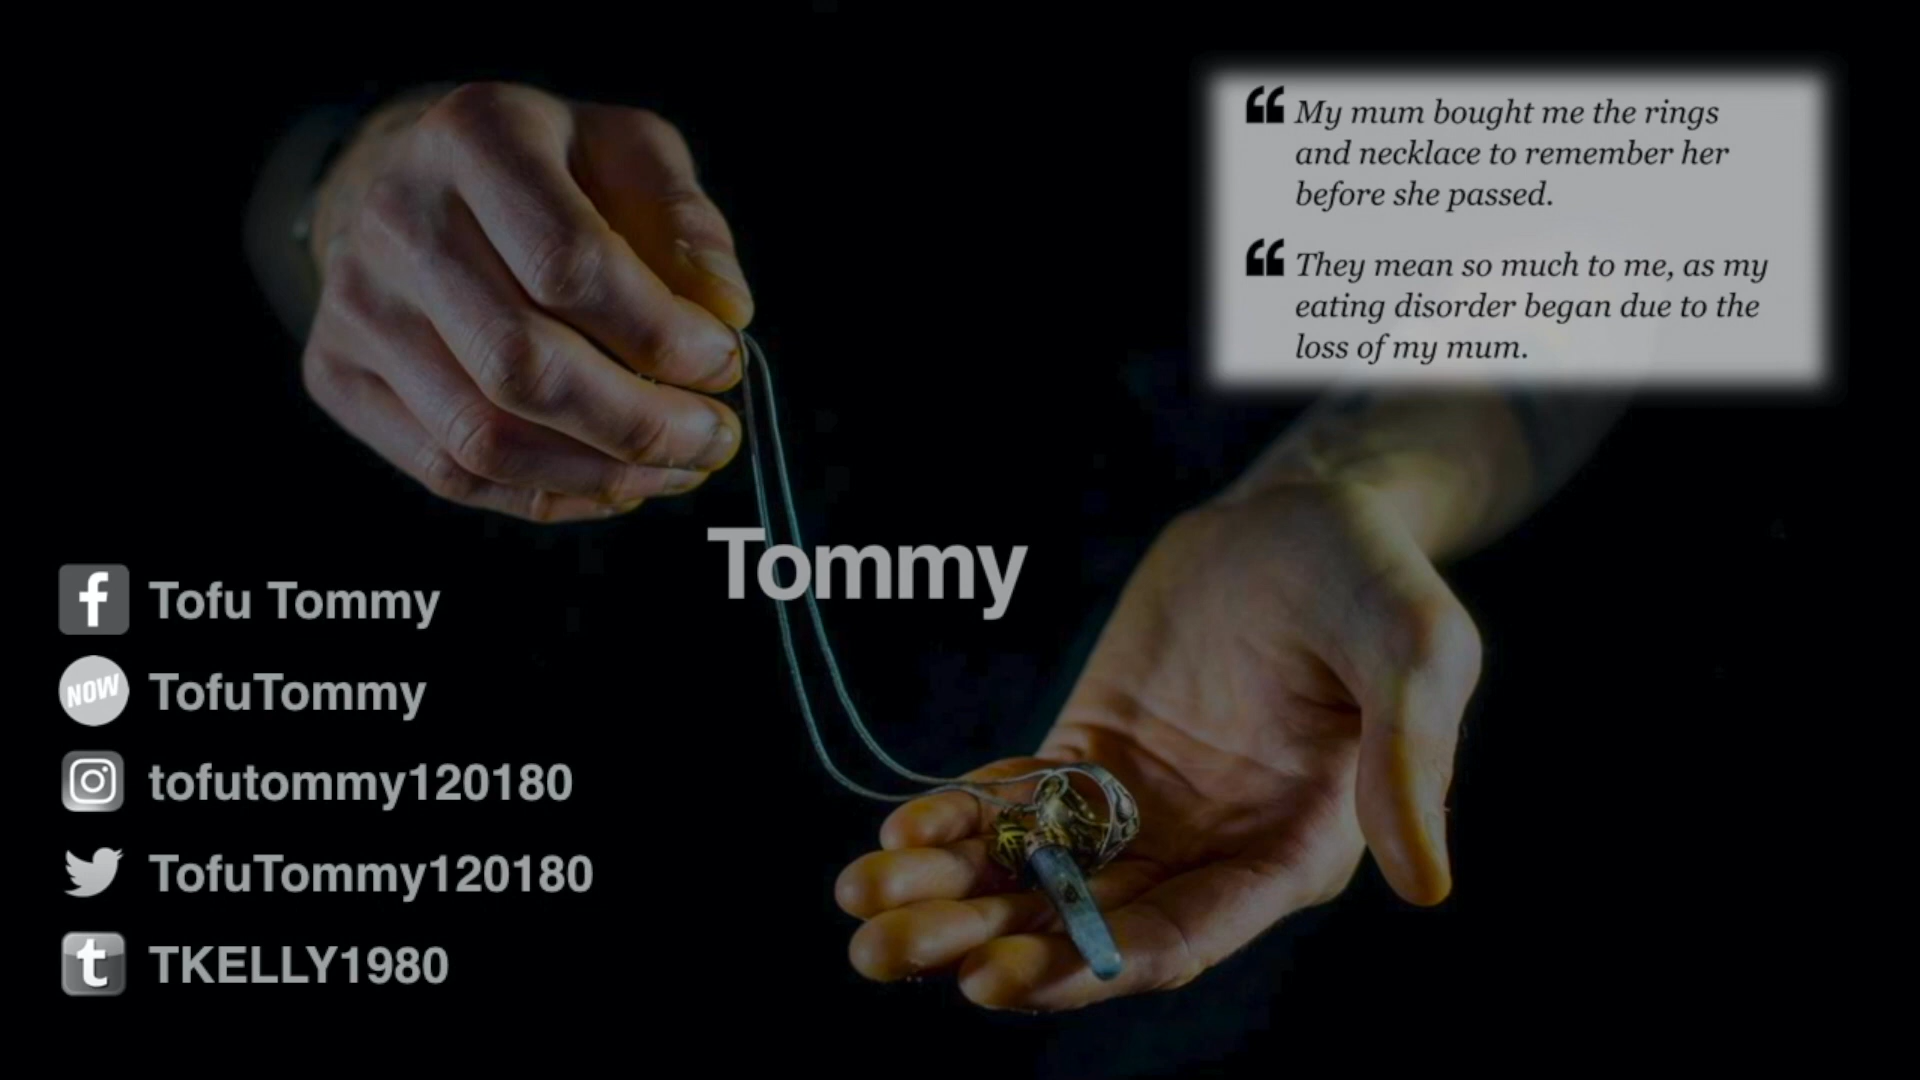 ❝ My mum bought me the rings
and necklace to remember her
before she passed.
❝ They mean so much to me, as my
eating disorder began due to the
loss of my mum.
Tommy
f Tofu Tommy
NOW TofuTommy
tofutommy120180
TofuTommy120180
t TKELLY1980